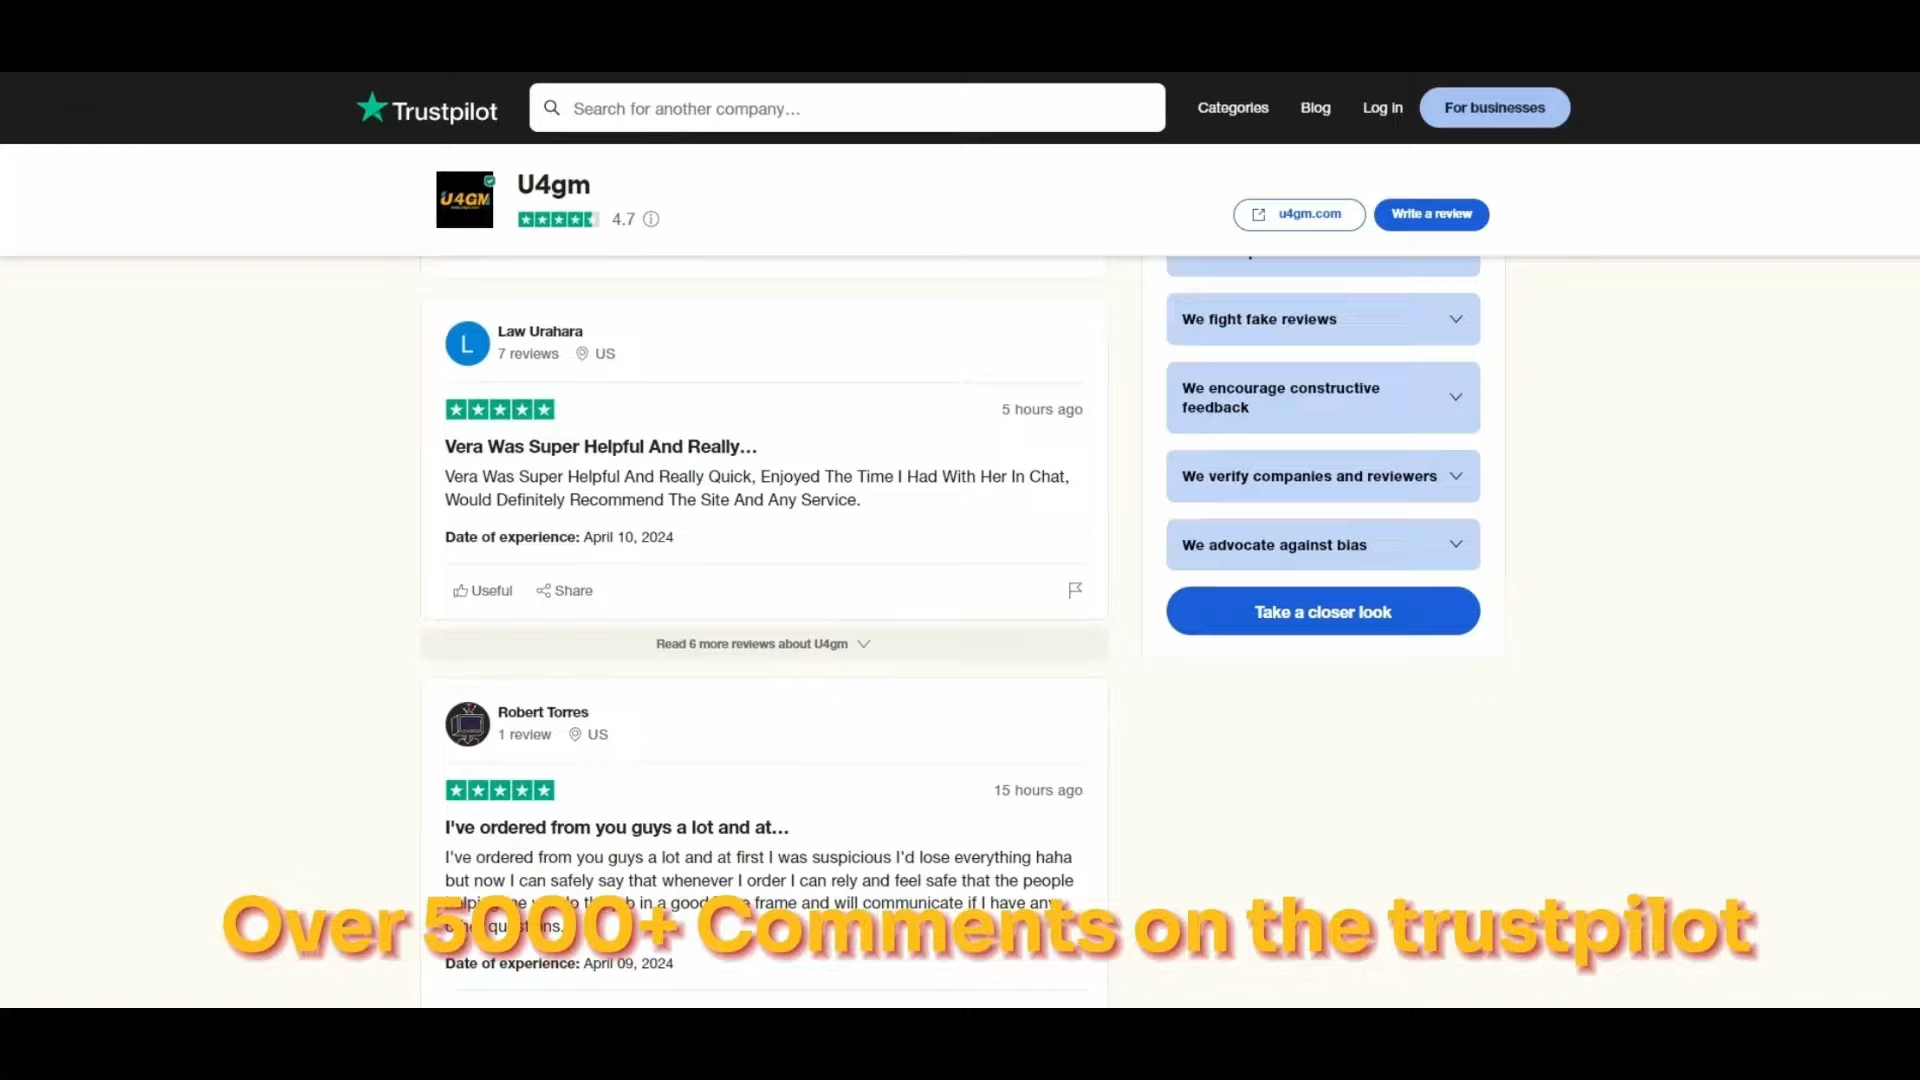 Trustpilot
Search for another company...
Categories
Blog
Log in
For businesses
U4GM
U4gm
4.7
u4gm.com
Write a review
We fight fake reviews
We encourage constructive
feedback
We verify companies and reviewers
We advocate against bias
Take a closer look
L
Law Urahara
7 reviews
US
5 hours ago
Vera Was Super Helpful And Really...
Vera Was Super Helpful And Really Quick, Enjoyed The Time I Had With Her In Chat,
Would Definitely Recommend The Site And Any Service.
Date of experience: April 10, 2024
Useful
Share
Read 6 more reviews about U4gm
Robert Torres
1 review
US
15 hours ago
I've ordered from you guys a lot and at...
I've ordered from you guys a lot and at first I was suspicious I'd lose everything haha
but now I can safely say that whenever I order I can rely and feel safe that the people
in a good frame and will communicate if I have any
Over 5000+ Comments on the trustpilot
Date of experience: April 09, 2024